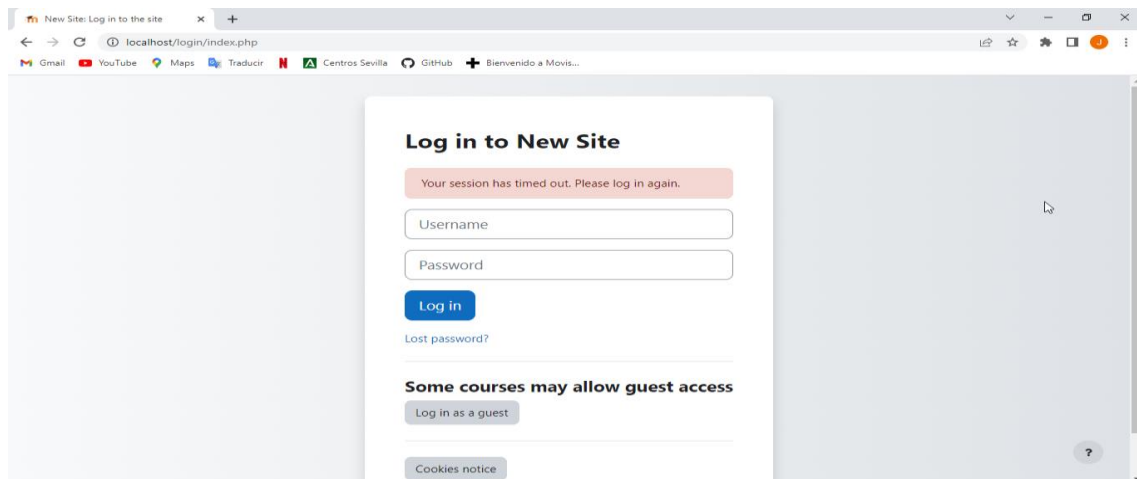 New Site: Log in to the site
localhost/login/index.php
J
Gmail YouTube Maps Traducir N Centros Sevilla GitHub Bienvenido a Movis...
Log in to New Site
Your session has timed out. Please log in again.
Username
Password
Log in
Lost password?
Some courses may allow guest access
Log in as a guest
Cookies notice
?